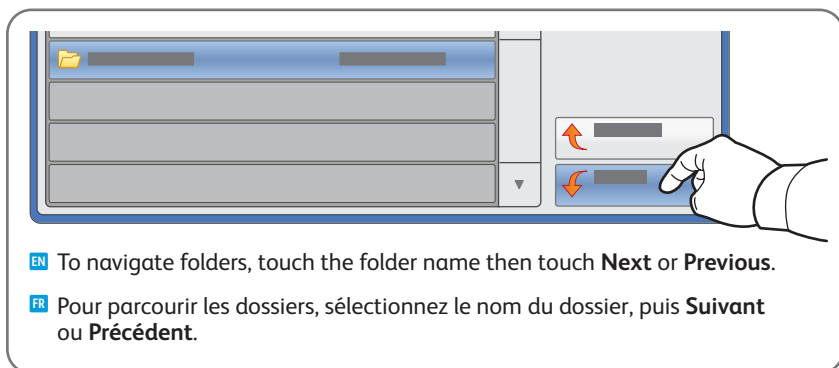 EN To navigate folders, touch the folder name then touch Next or Previous.
FR Pour parcourir les dossiers, sélectionnez le nom du dossier, puis Suivant
ou Précédent.